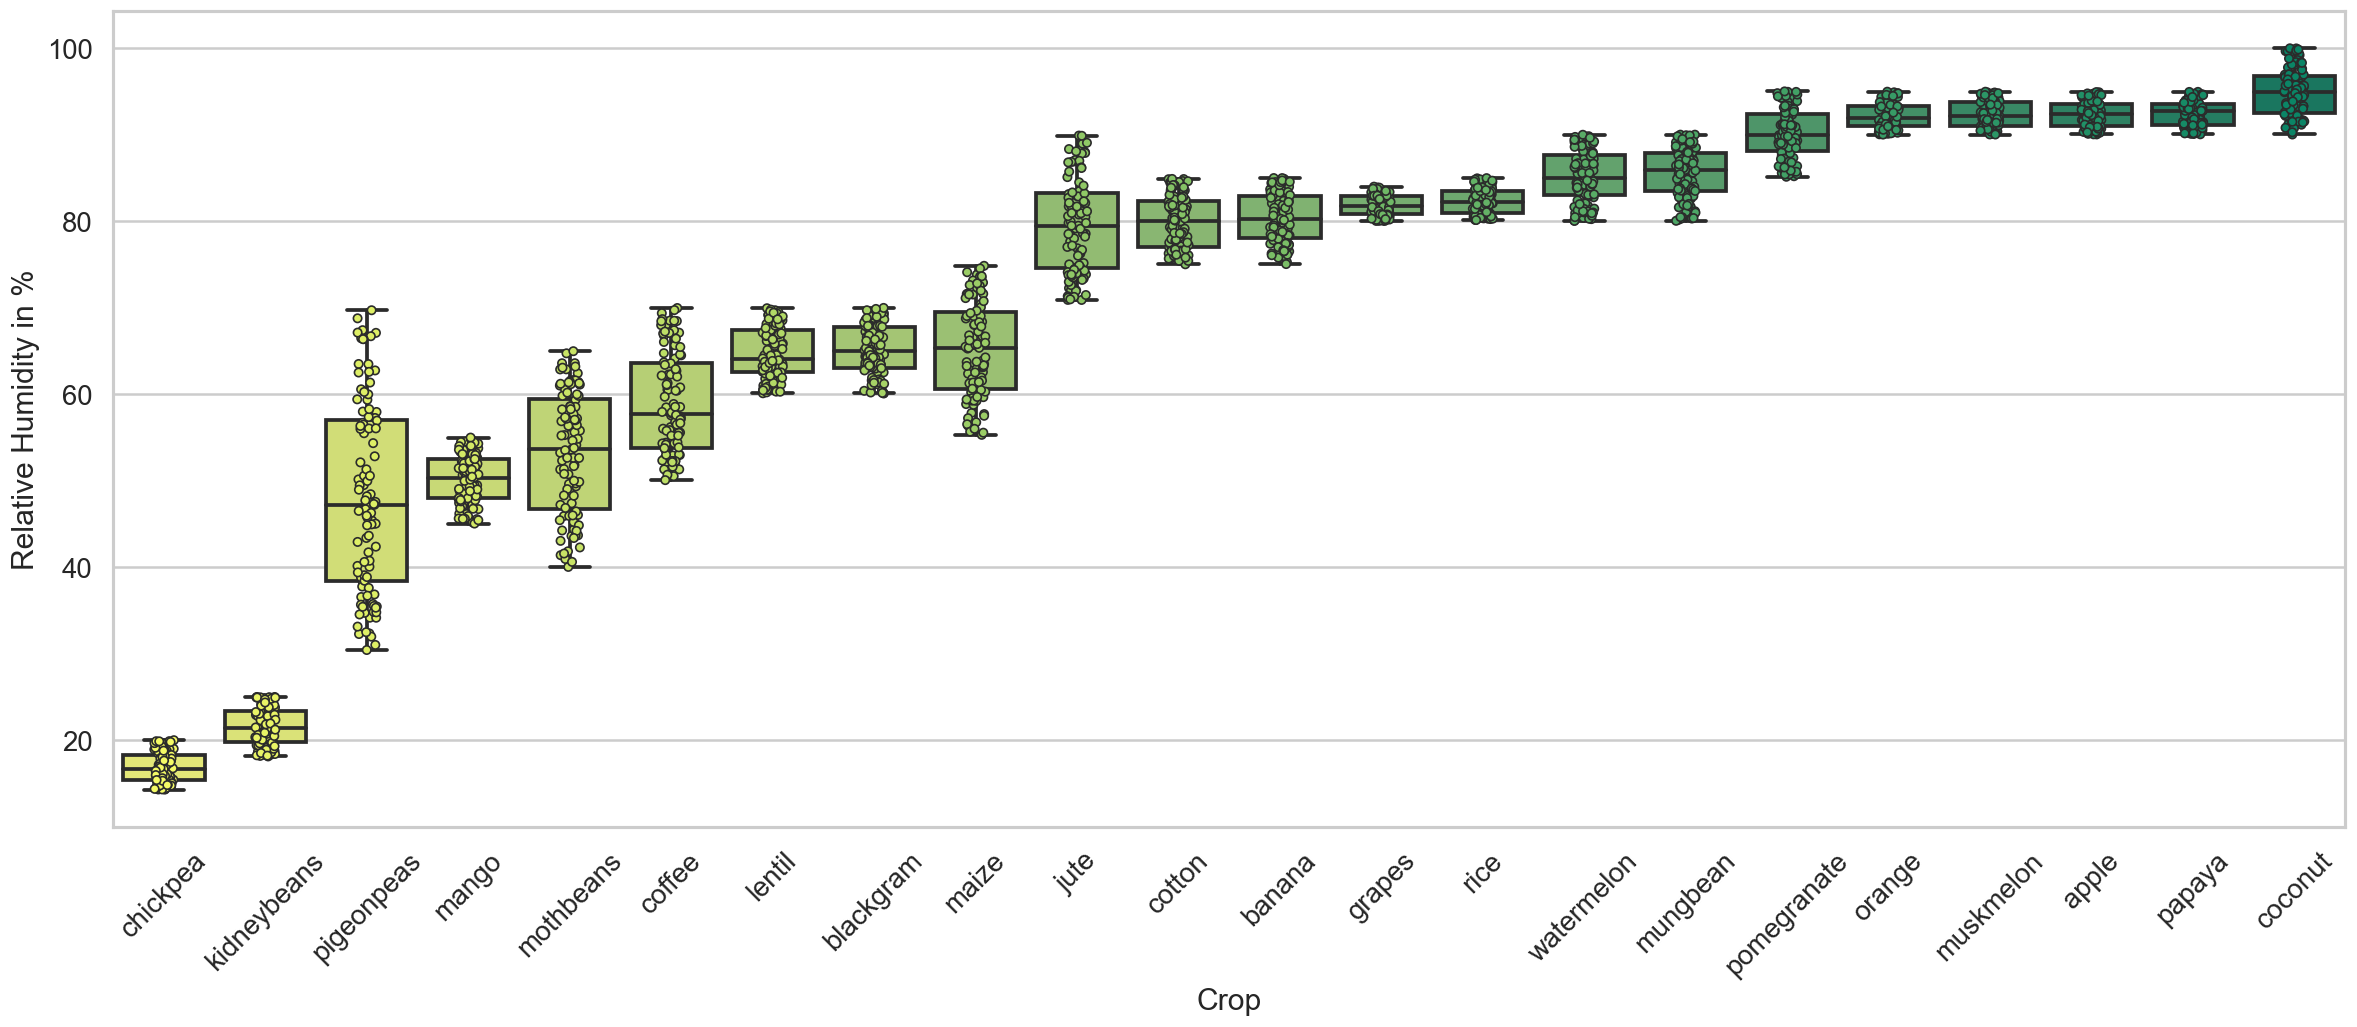 Relative Humidity in %
100
80
60
40
20
chickpea
kidneybeans
pigeonpeas
mango
mothbeans
coffee
lentil
blackgram
maize
jute
cotton
banana
grapes
rice
watermelon
mungbean
pomegranate
orange
muskmelon
apple
papaya
coconut
Crop